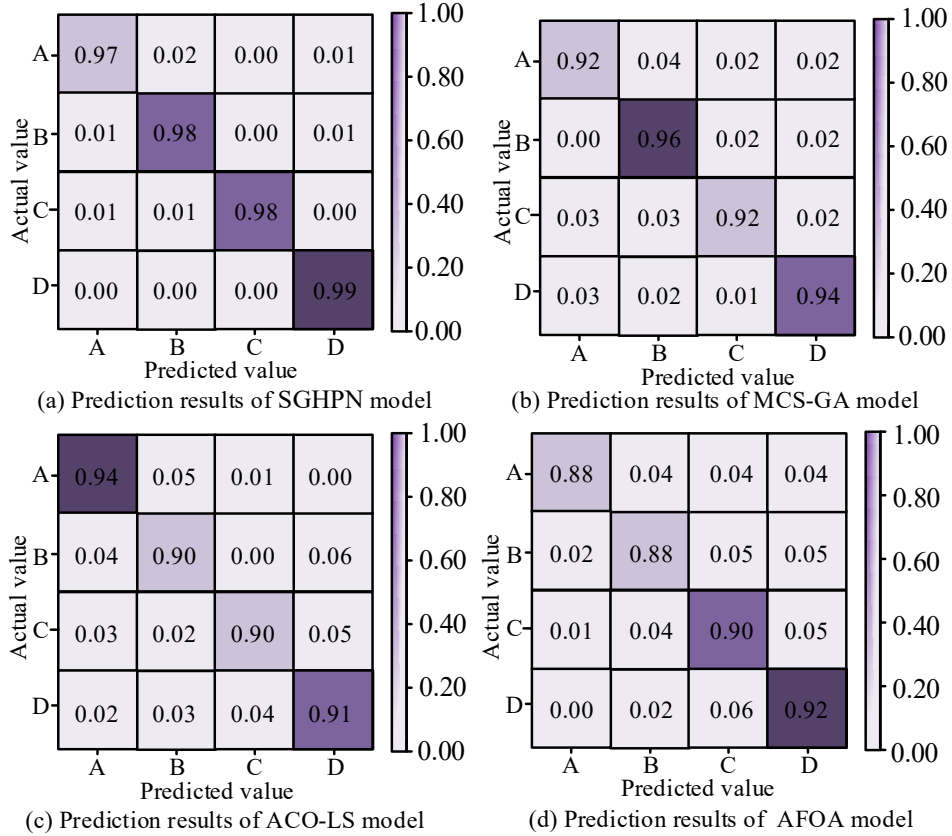 1.00
A 0.97 0.02 0.00 0.01
0.80
B 0.01 0.98 0.00 0.01
0.60
Actual value
C 0.01 0.01 0.98 0.00
0.40
0.20
D 0.00 0.00 0.00 0.99
0.00
A B C D
Predicted value
(a) Prediction results of SGHPN model
1.00
A 0.92 0.04 0.02 0.02
0.80
B 0.00 0.96 0.02 0.02
0.60
Actual value
0.40
C 0.03 0.03 0.92 0.02
0.20
D 0.03 0.02 0.01 0.94
0.00
A B C D
Predicted value
(b) Prediction results of MCS-GA model
1.00
A 0.94 0.05 0.01 0.00
0.80
B 0.04 0.90 0.00 0.06
0.60
Actual value
0.40
C 0.03 0.02 0.90 0.05
0.20
D 0.02 0.03 0.04 0.91
0.00
A B C D
Predicted value
(c) Prediction results of ACO-LS model
1.00
A 0.88 0.04 0.04 0.04
0.80
B 0.02 0.88 0.05 0.05
0.60
Actual value
0.40
C 0.01 0.04 0.90 0.05
0.20
D 0.00 0.02 0.06 0.92
0.00
A B C D
Predicted value
(d) Prediction results of AFOA model